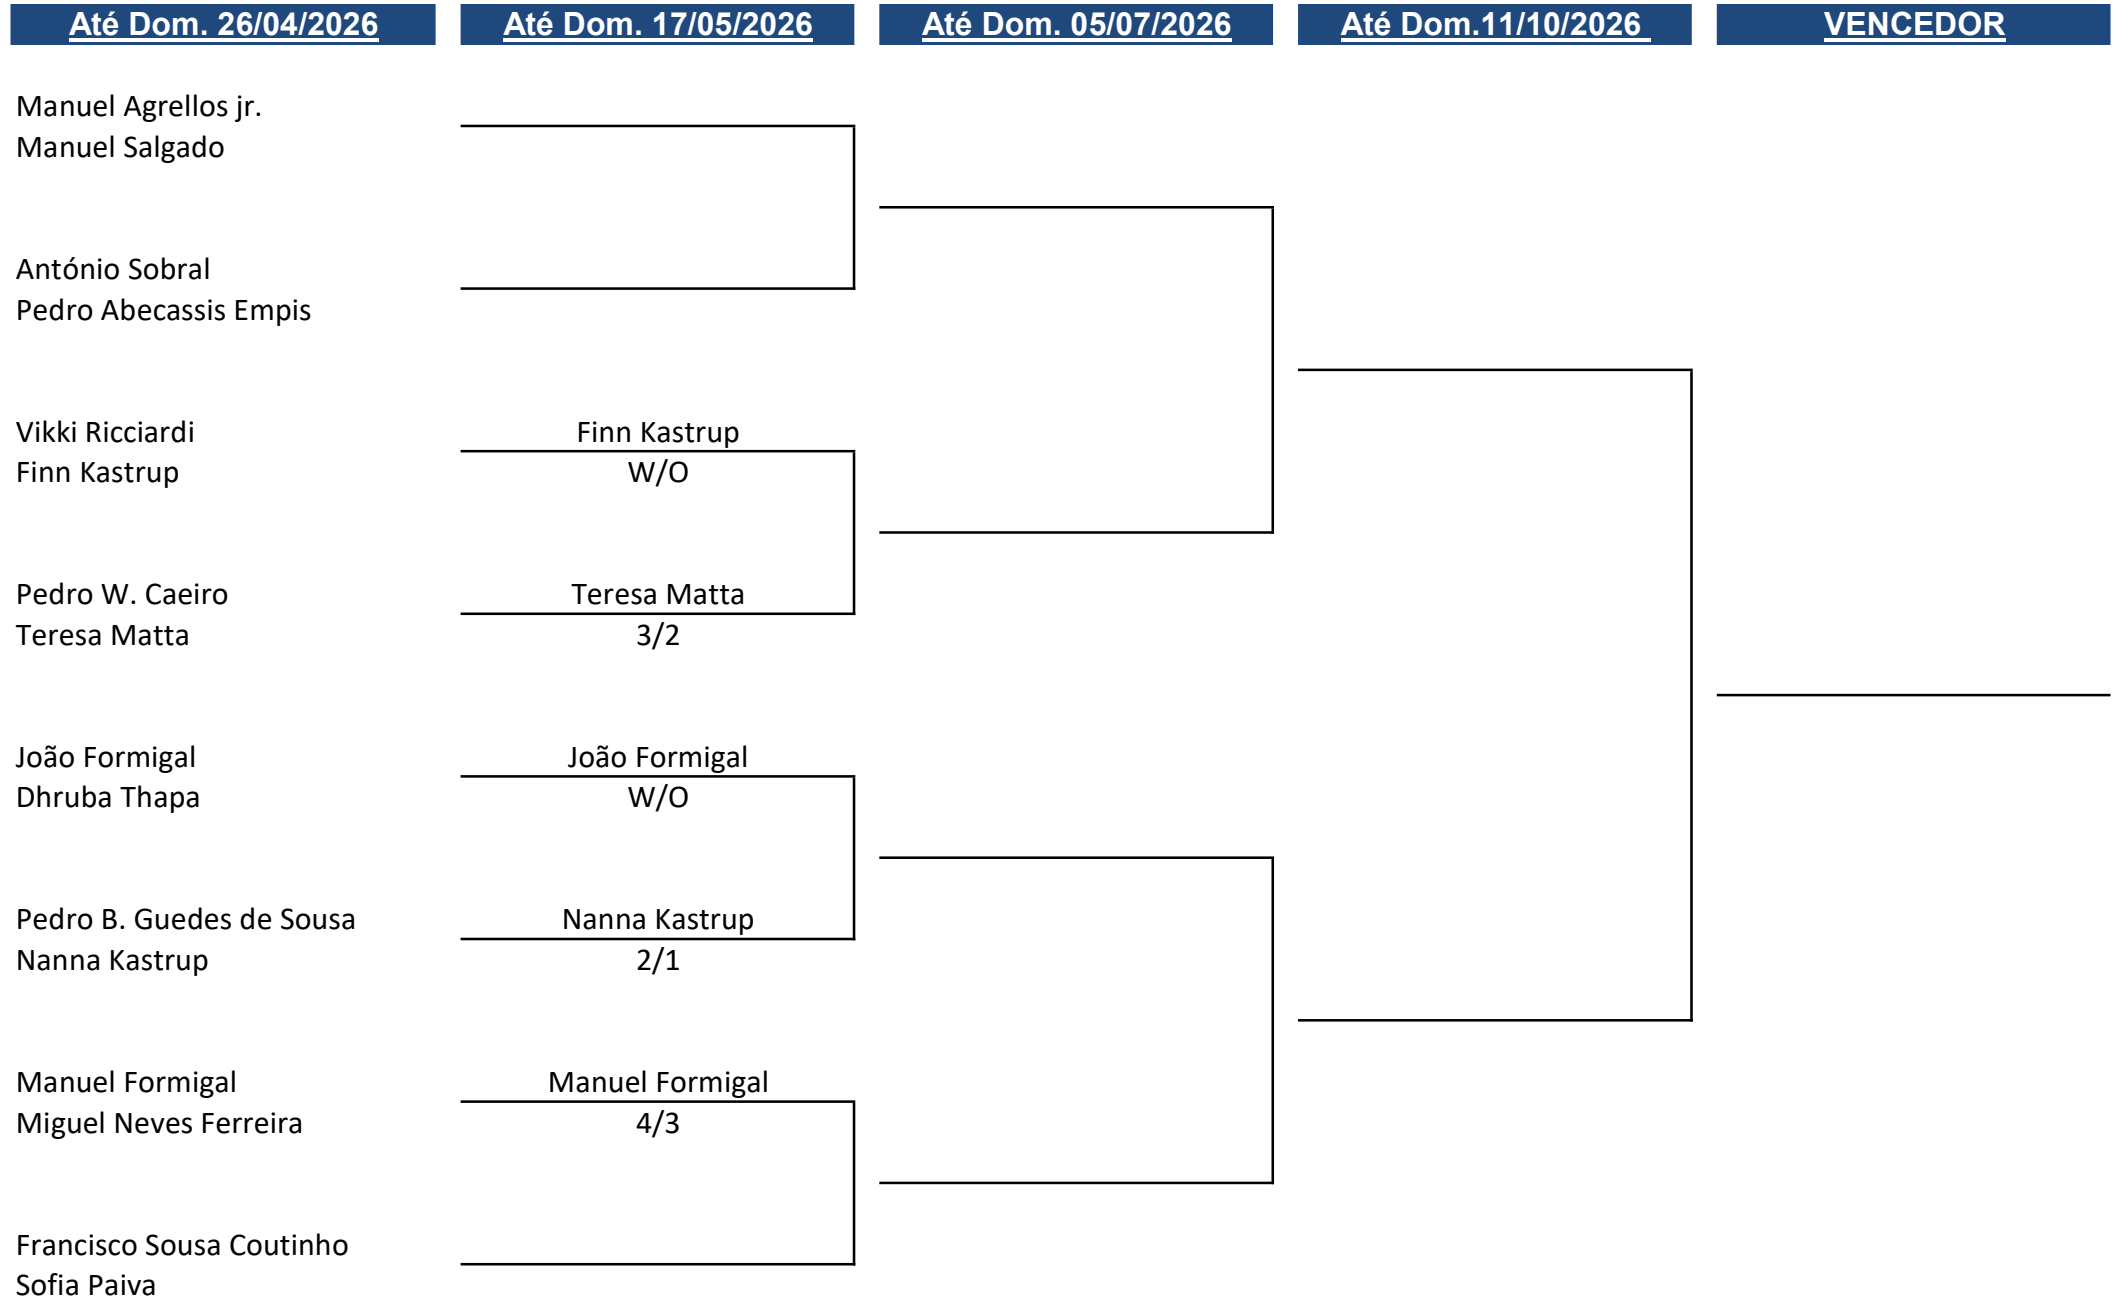 Até Dom. 26/04/2026 Até Dom. 17/05/2026 Até Dom. 05/07/2026 Até Dom.11/10/2026 VENCEDOR
Manuel Agrellos jr.
Manuel Salgado
António Sobral
Pedro Abecassis Empis
Vikki Ricciardi Finn Kastrup
Finn Kastrup W/O
Pedro W. Caeiro Teresa Matta
Teresa Matta 3/2
João Formigal João Formigal
Dhruba Thapa W/O
Pedro B. Guedes de Sousa Nanna Kastrup
Nanna Kastrup 2/1
Manuel Formigal Manuel Formigal
Miguel Neves Ferreira 4/3
Francisco Sousa Coutinho
Sofia Paiva